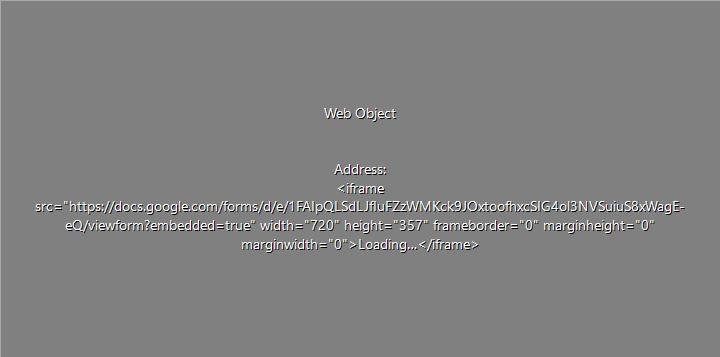 Web Object
Address:
<iframe
src="https://docs.google.com/forms/d/e/1FAIpQLSdLJfluFZzWMKck9JOxtoofhxcSlG4ol3NVSuiuS8xWagE-
eQ/viewform?embedded=true" width="720" height="357" frameborder="0" marginheight="0"
marginwidth="0">Loading...</iframe>